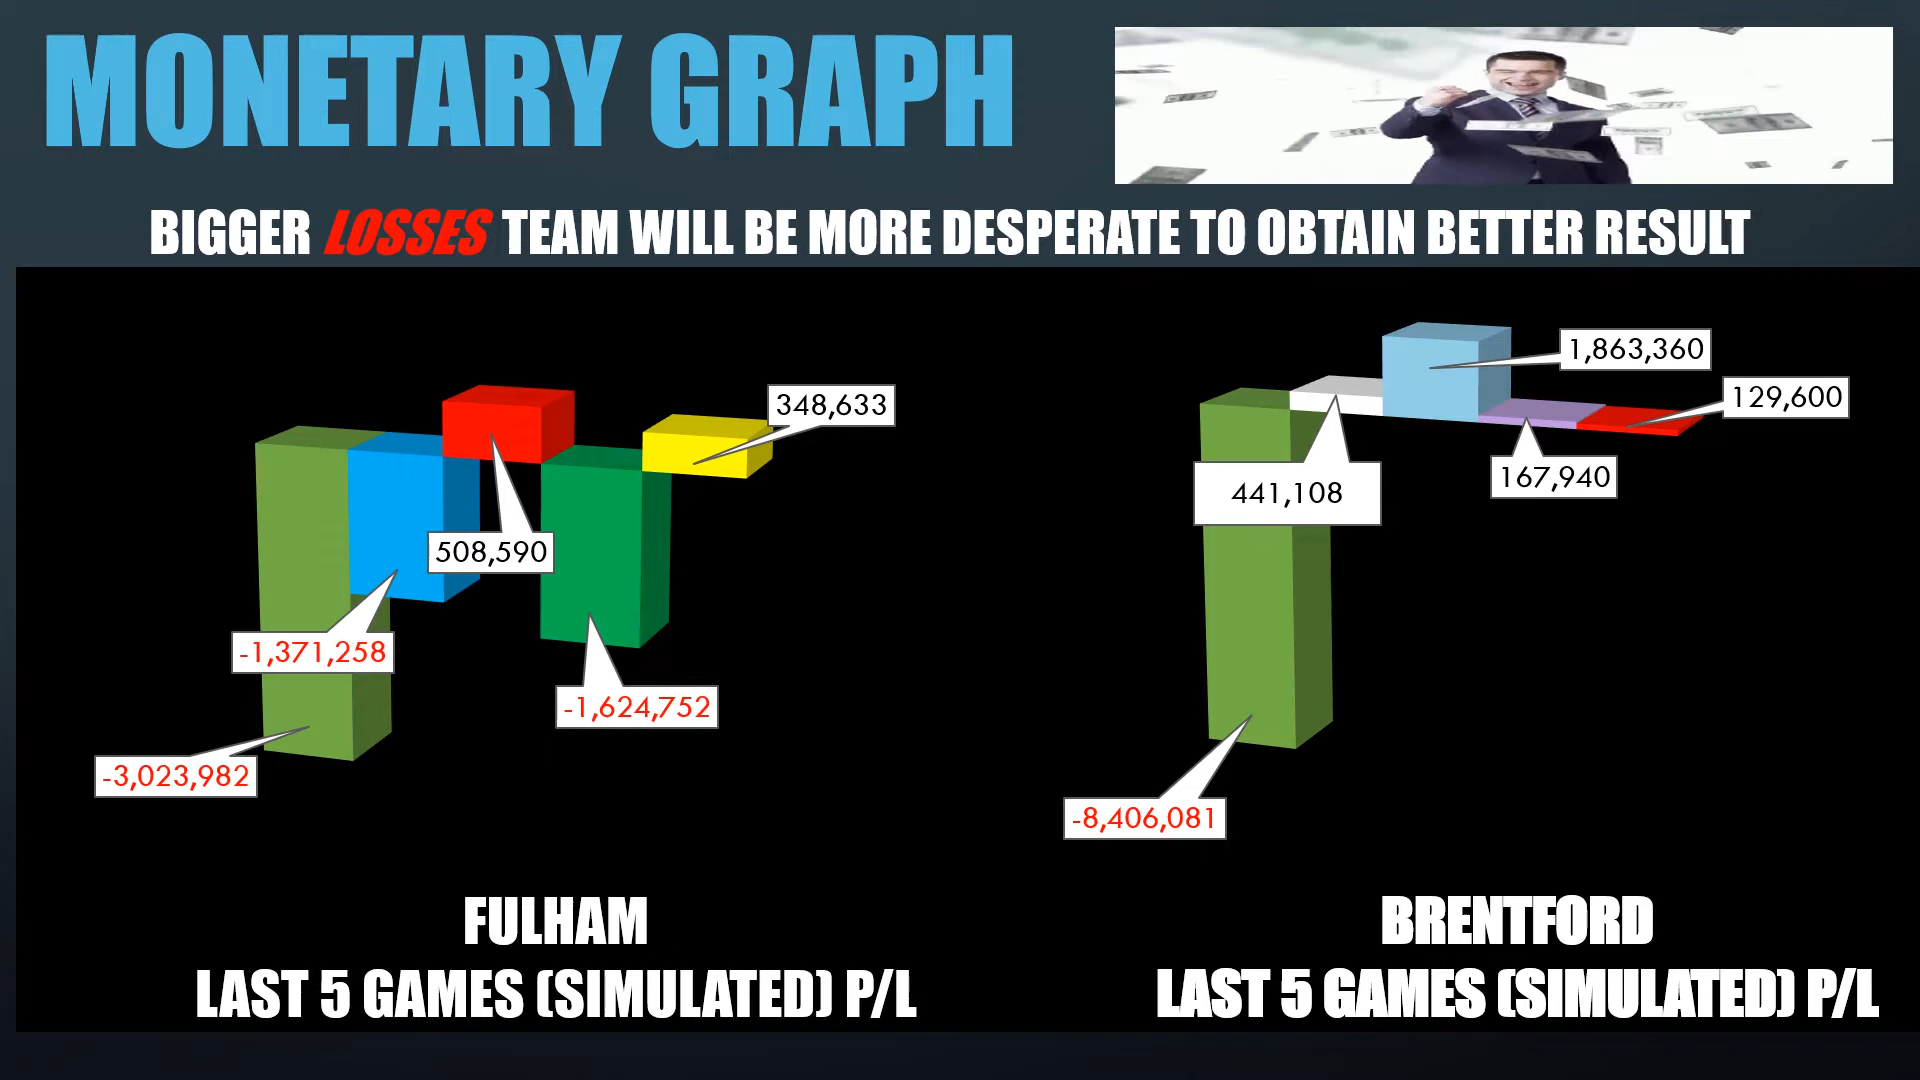 MONETARY GRAPH
BIGGER LOSSES TEAM WILL BE MORE DESPERATE TO OBTAIN BETTER RESULT
348,633
508,590
-1,371,258
-1,624,752
-3,023,982
FULHAM
LAST 5 GAMES (SIMULATED) P/L
1,863,360
129,600
167,940
441,108
-8,406,081
BRENTFORD
LAST 5 GAMES (SIMULATED) P/L